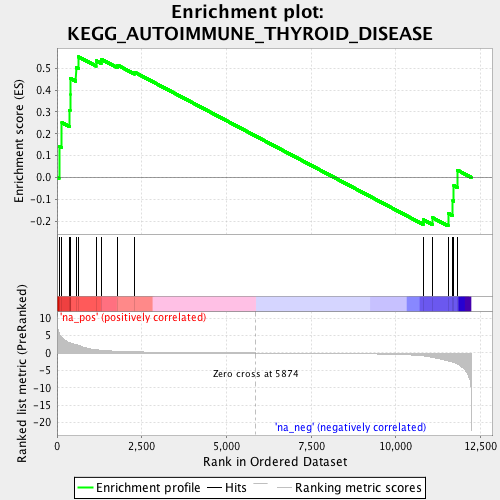 Enrichment plot:
KEGG_AUTOIMMUNE_THYROID_DISEASE
Enrichment score (ES)
0.5
0.4
0.3
0.2
0.1
0.0
-0.1
-0.2
'na_pos' (positively correlated)
Ranked list metric (PreRanked)
10
5
0
-5
-10
-15
-20
Zero cross at 5874
'na_neg' (negatively correlated)
0
2,500
5,000
7,500
10,000
12,500
Rank in Ordered Dataset
Enrichment profile
Hits
Ranking metric scores